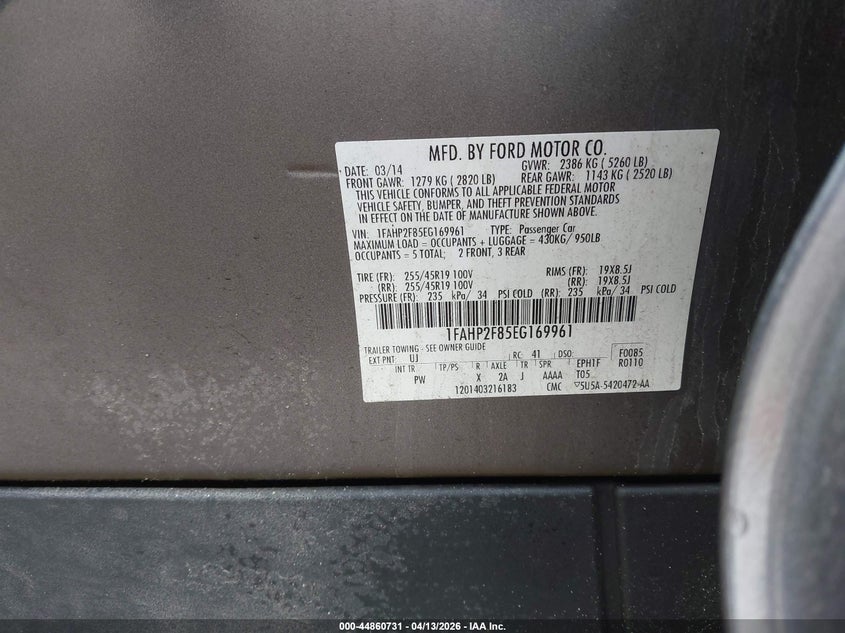 MFD. BY FORD MOTOR CO.
DATE: 03/14 GVWR: 2386 KG ( 5260 LB)
FRONT GAWR: 1279 KG ( 2820 LB) REAR GAWR: 1143 KG ( 2520 LB)
THIS VEHICLE CONFORMS TO ALL APPLICABLE FEDERAL MOTOR
VEHICLE SAFETY, BUMPER, AND THEFT PREVENTION STANDARDS
IN EFFECT ON THE DATE OF MANUFACTURE SHOWN ABOVE.
VIN: 1FAHP2F85EG169961 TYPE: Passenger Car
MAXIMUM LOAD = OCCUPANTS + LUGGAGE = 430KG/ 950LB
OCCUPANTS = 5 TOTAL; 2 FRONT, 3 REAR
TIRE (FR): 255/45R19 100V RIMS (FR): 19X8.5J
(RR): 255/45R19 100V (RR): 19X8.5J
PRESSURE (FR): 235 kPa/ 34 PSI COLD (RR): 235 kPa/ 34 PSI COLD
1FAHP2F85EG169961
TRAILER TOWING - SEE OWNER GUIDE
EXT PNT: UJ RC: 41 DSO: F0085
INT TR TP/PS R AXLE TR SPR EPH1F R0110
PW X 2A J AAAA T05
1201403216183 CMC 5U5A-5420472-AA
000-44860731 - 04/13/2026 - IAA Inc.